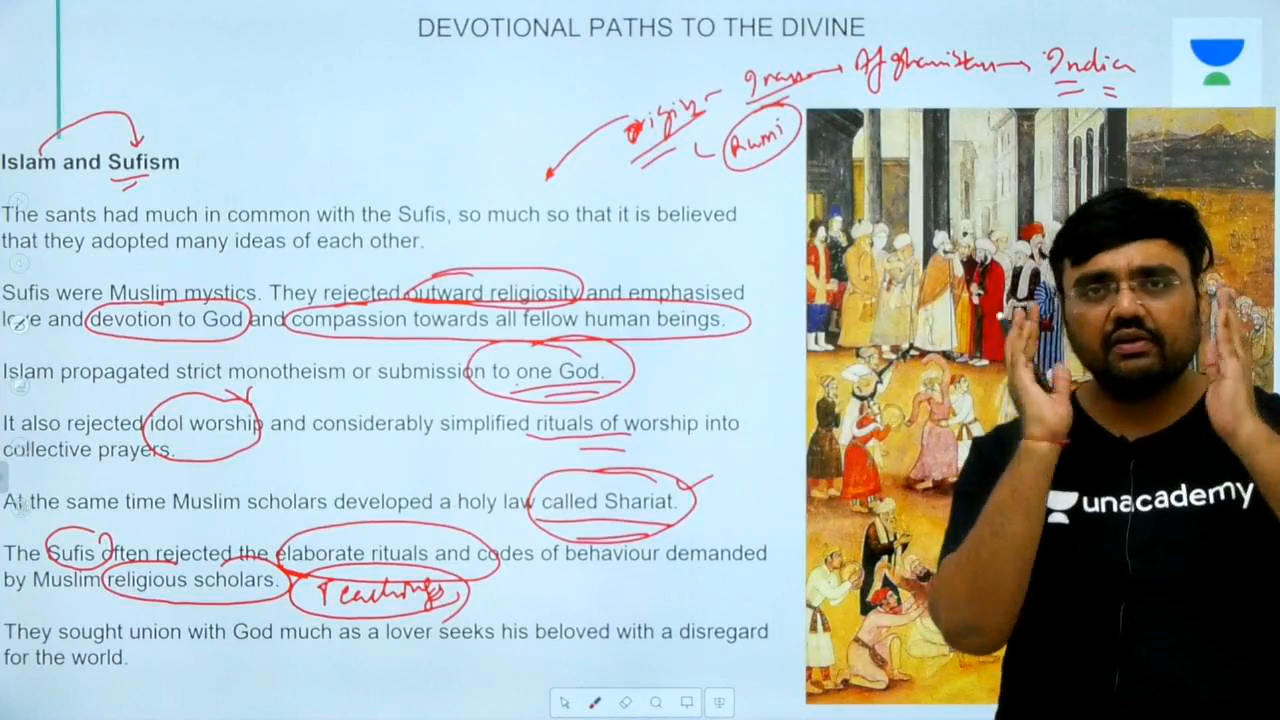 DEVOTIONAL PATHS TO THE DIVINE
origin - Iran → Afghanistan → India
Rumi
Islam and Sufism
The sants had much in common with the Sufis, so much so that it is believed
that they adopted many ideas of each other.
Sufis were Muslim mystics. They rejected outward religiosity and emphasised
love and devotion to God and compassion towards all fellow human beings.
Islam propagated strict monotheism or submission to one God.
It also rejected idol worship and considerably simplified rituals of worship into
collective prayers.
At the same time Muslim scholars developed a holy law called Shariat.
The Sufis often rejected the elaborate rituals and codes of behaviour demanded
by Muslim religious scholars.
Teachings
They sought union with God much as a lover seeks his beloved with a disregard
for the world.
unacademy